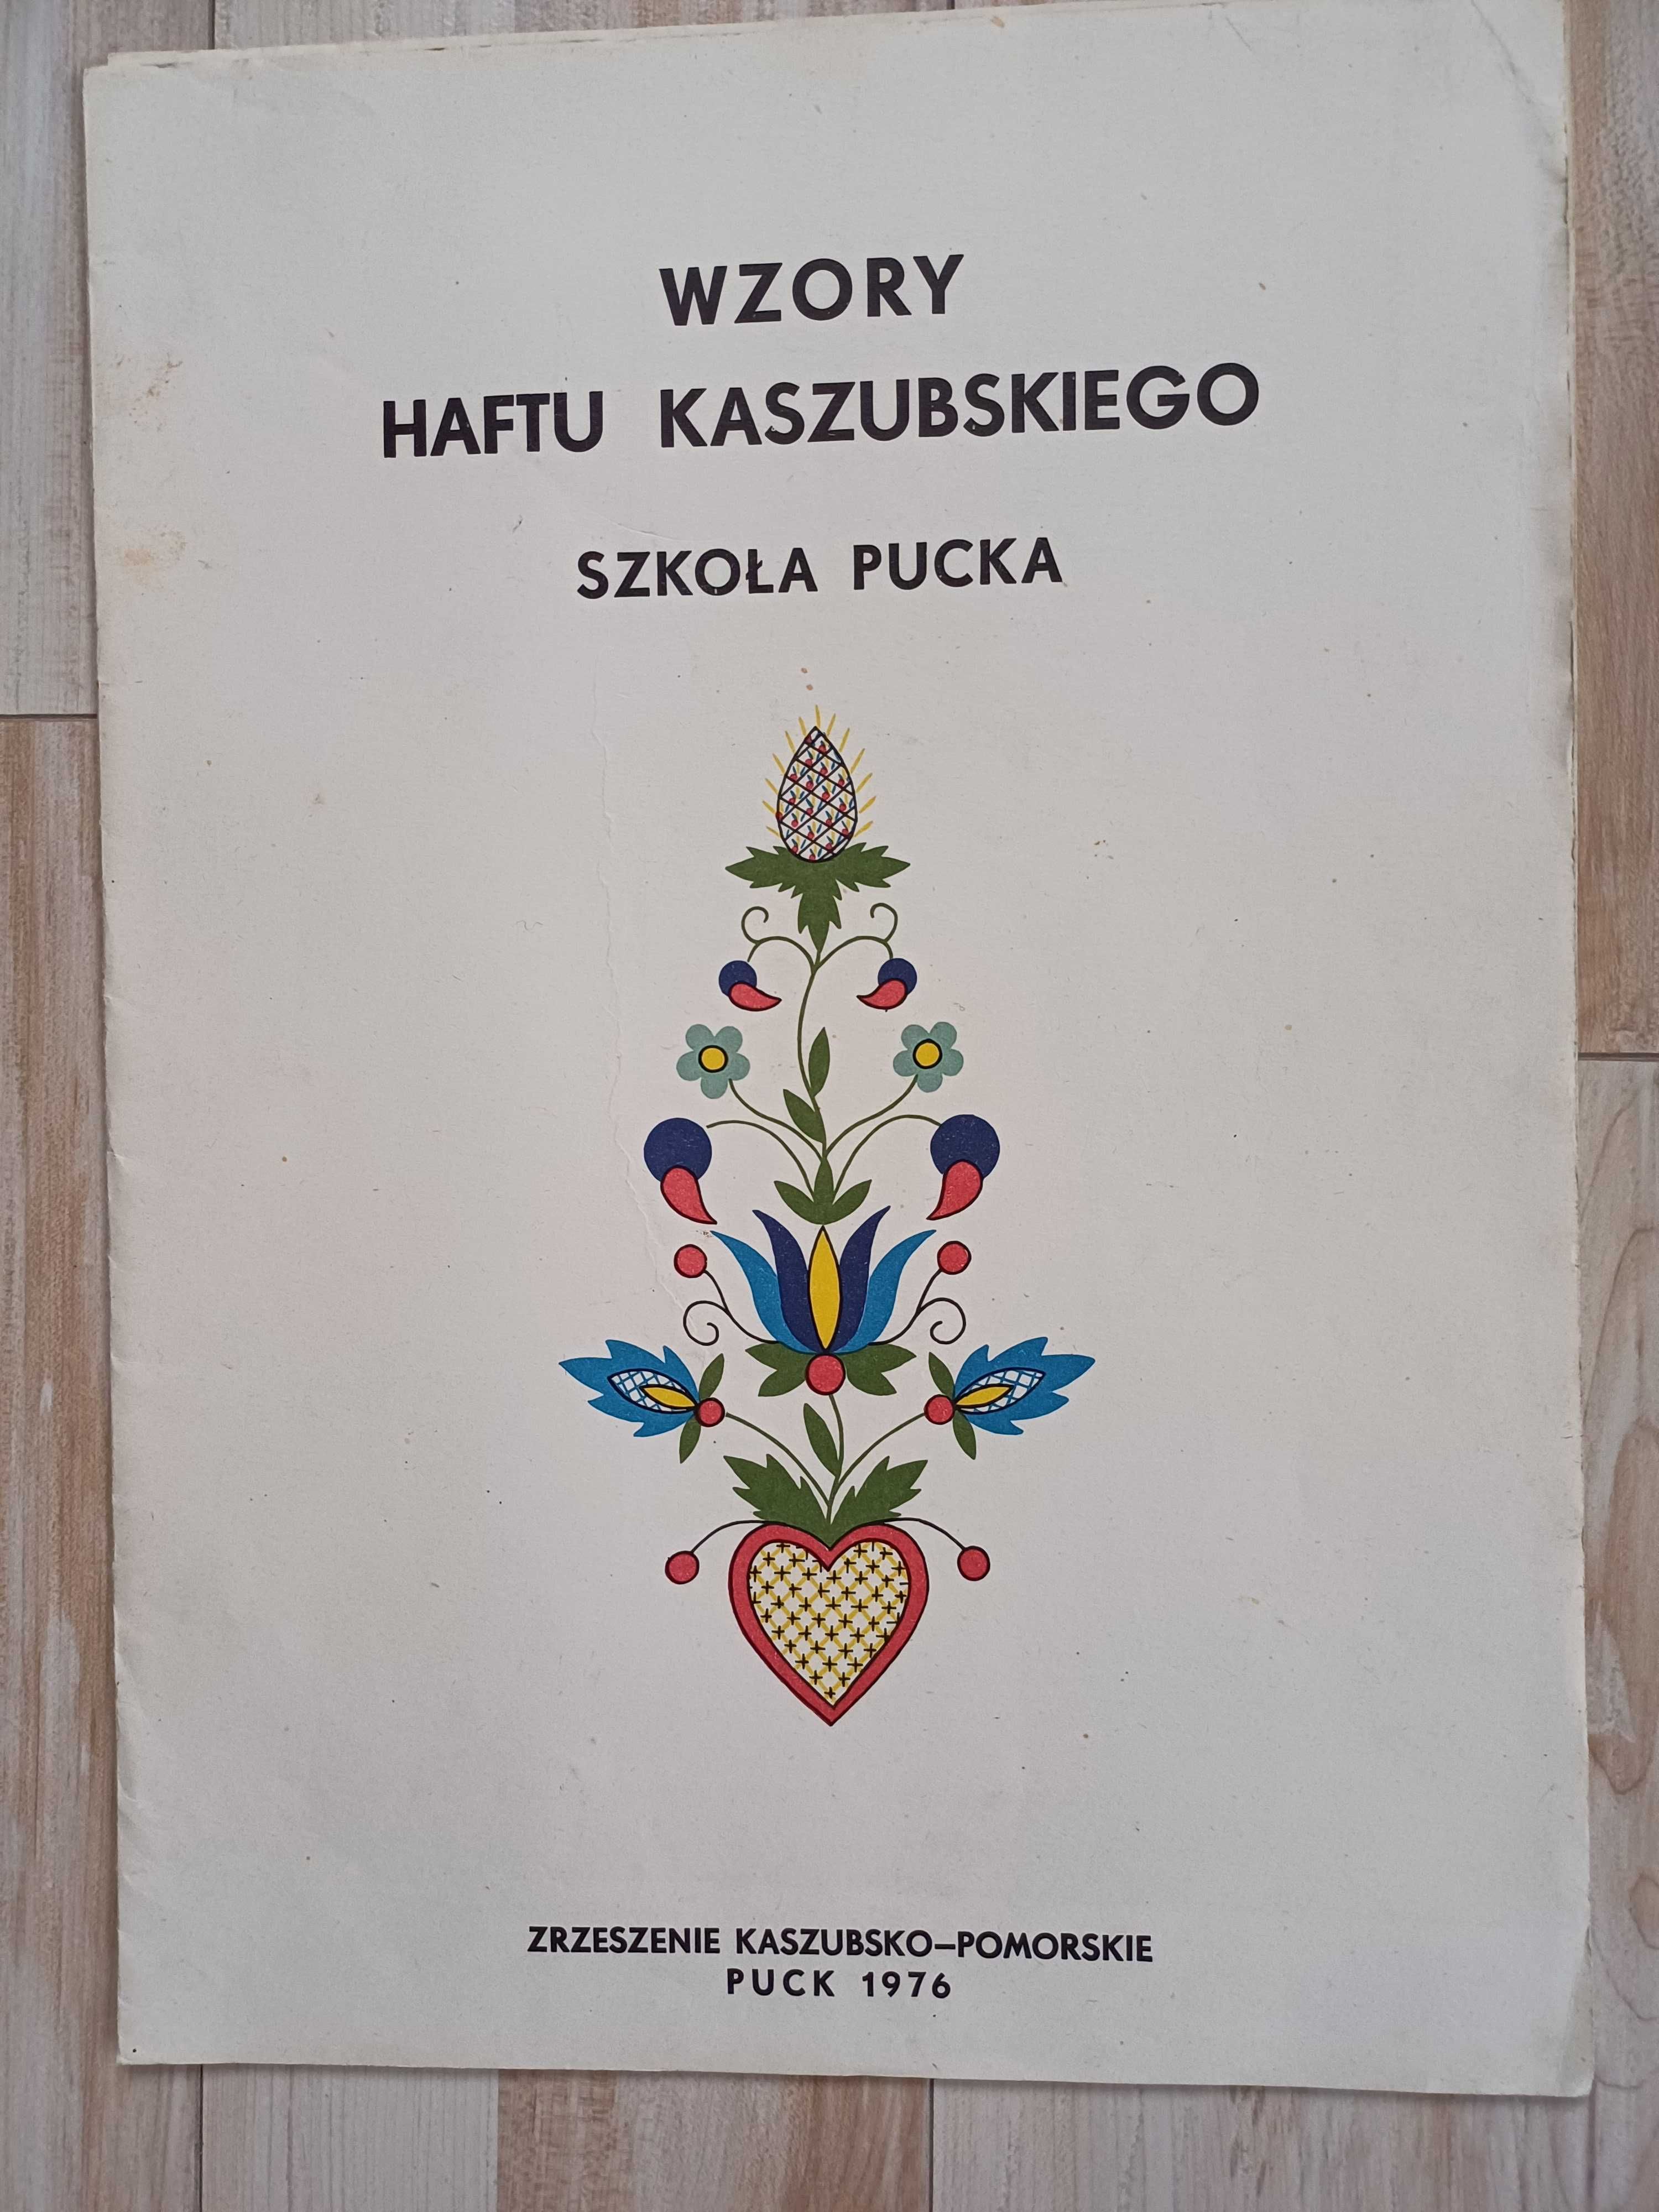 WZORY
HAFTU KASZUBSKIEGO
SZKOŁA PUCKA
ZRZESZENIE KASZUBSKO–POMORSKIE
PUCK 1976